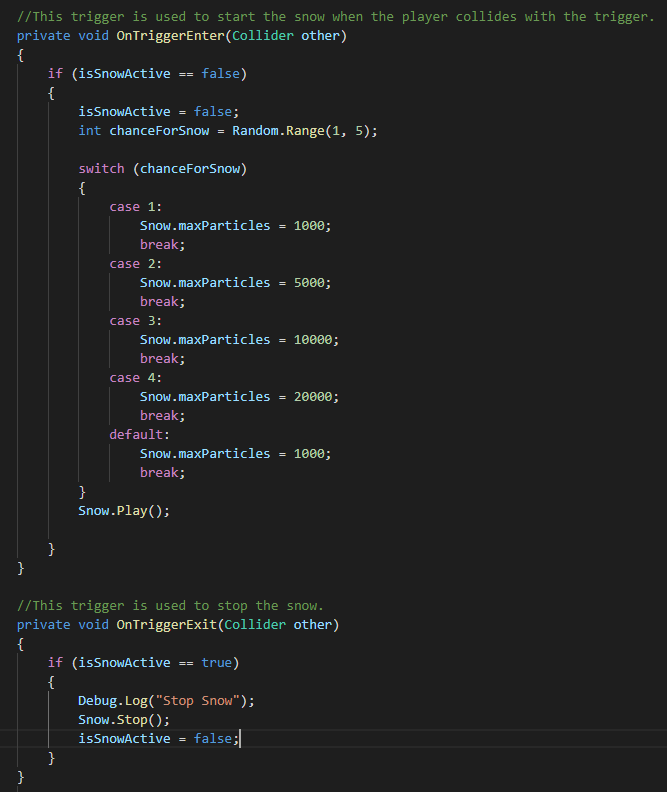 //This trigger is used to start the snow when the player collides with the trigger.
private void OnTriggerEnter(Collider other)
{
    if (isSnowActive == false)
    {
        isSnowActive = false;
        int chanceForSnow = Random.Range(1, 5);

        switch (chanceForSnow)
        {
            case 1:
                Snow.maxParticles = 1000;
                break;
            case 2:
                Snow.maxParticles = 5000;
                break;
            case 3:
                Snow.maxParticles = 10000;
                break;
            case 4:
                Snow.maxParticles = 20000;
                break;
            default:
                Snow.maxParticles = 1000;
                break;
        }
        Snow.Play();

    }
}

//This trigger is used to stop the snow.
private void OnTriggerExit(Collider other)
{
    if (isSnowActive == true)
    {
        Debug.Log("Stop Snow");
        Snow.Stop();
        isSnowActive = false;
    }
}